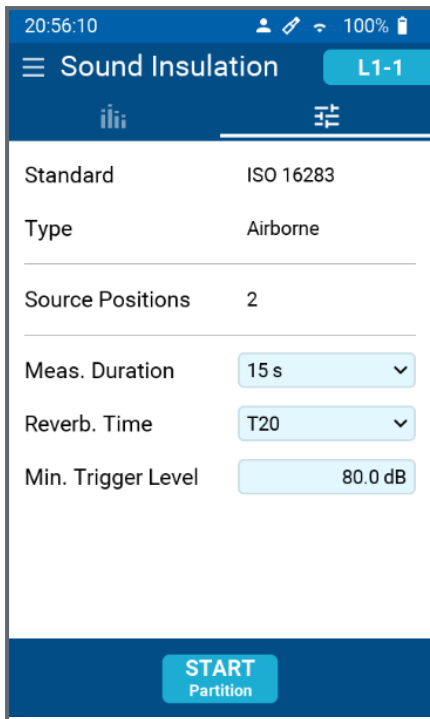 20:56:10 100%
Sound Insulation L1-1
Standard ISO 16283
Type Airborne
Source Positions 2
Meas. Duration 15 s
Reverb. Time T20
Min. Trigger Level 80.0 dB
START
Partition